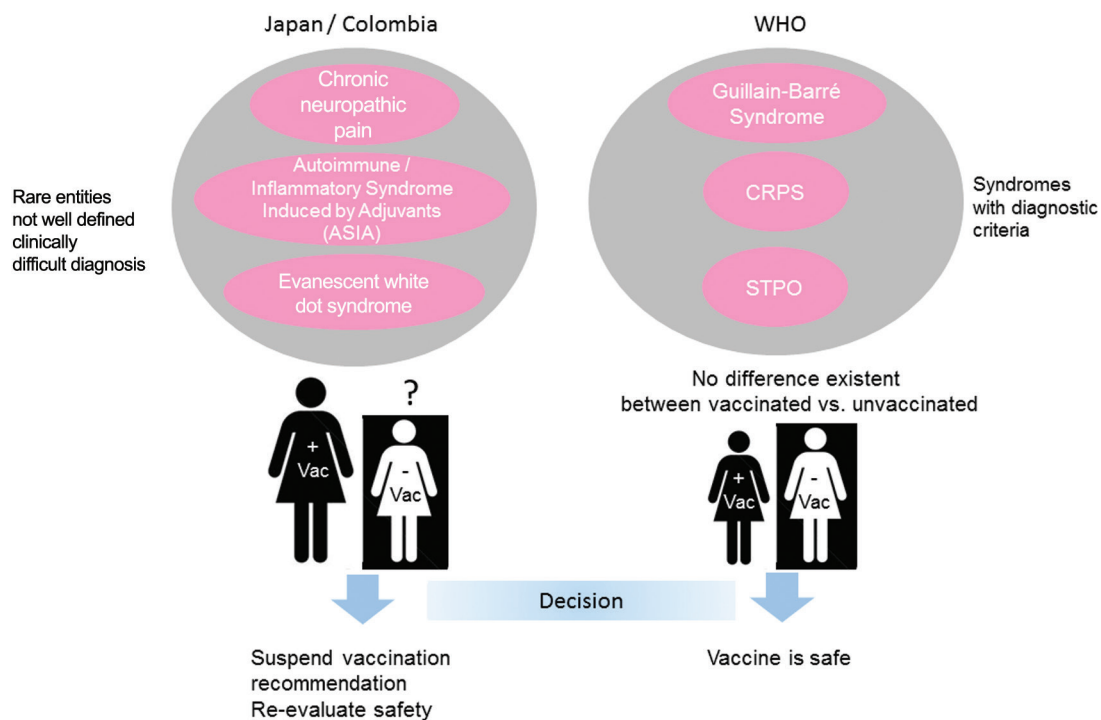 Japan / Colombia
Chronic
neuropathic
pain
Autoimmune /
Inflammatory Syndrome
Induced by Adjuvants
(ASIA)
Evanescent white
dot syndrome
Rare entities
not well defined
clinically
difficult diagnosis
WHO
Guillain-Barré
Syndrome
CRPS
STPO
Syndromes
with diagnostic
criteria
?
+
Vac
-
Vac
No difference existent
between vaccinated vs. unvaccinated
+
Vac
-
Vac
Decision
Suspend vaccination
recommendation
Re-evaluate safety
Vaccine is safe